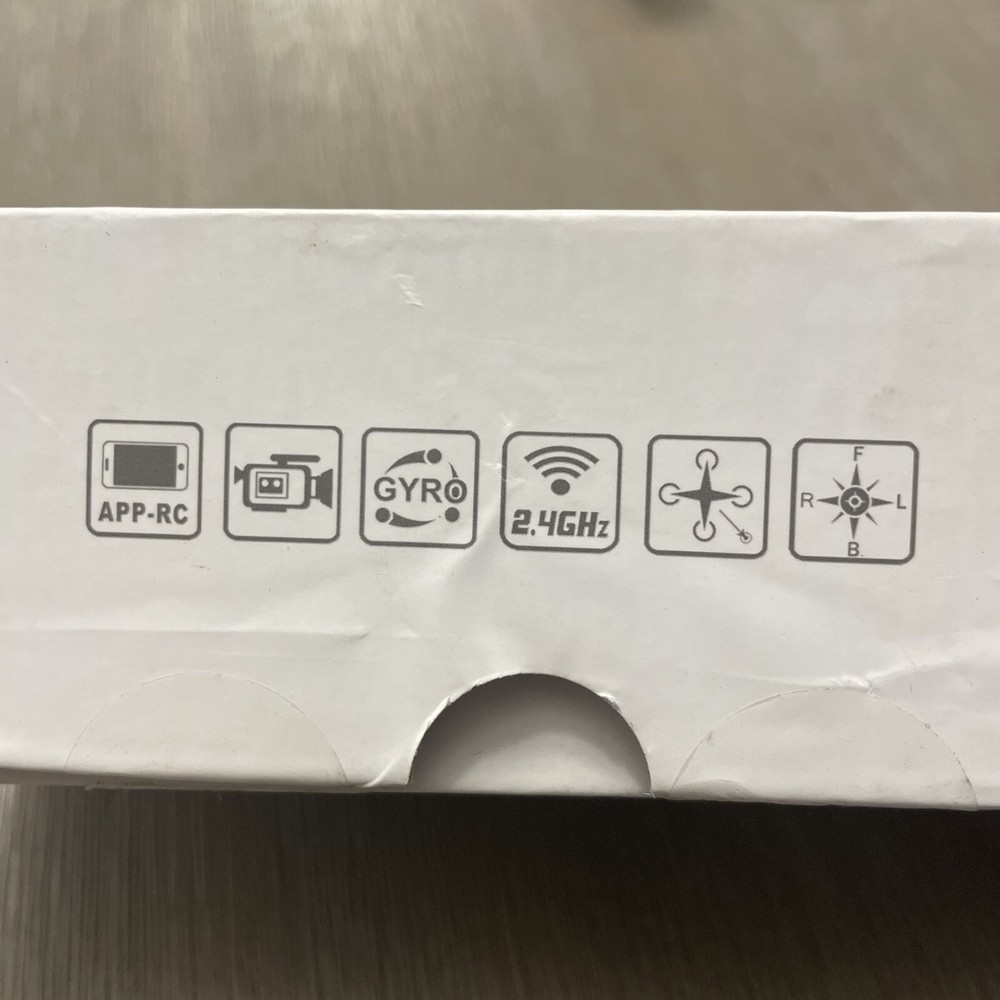 APP-RC
GYRO
2.4GHz
F
R L
B.